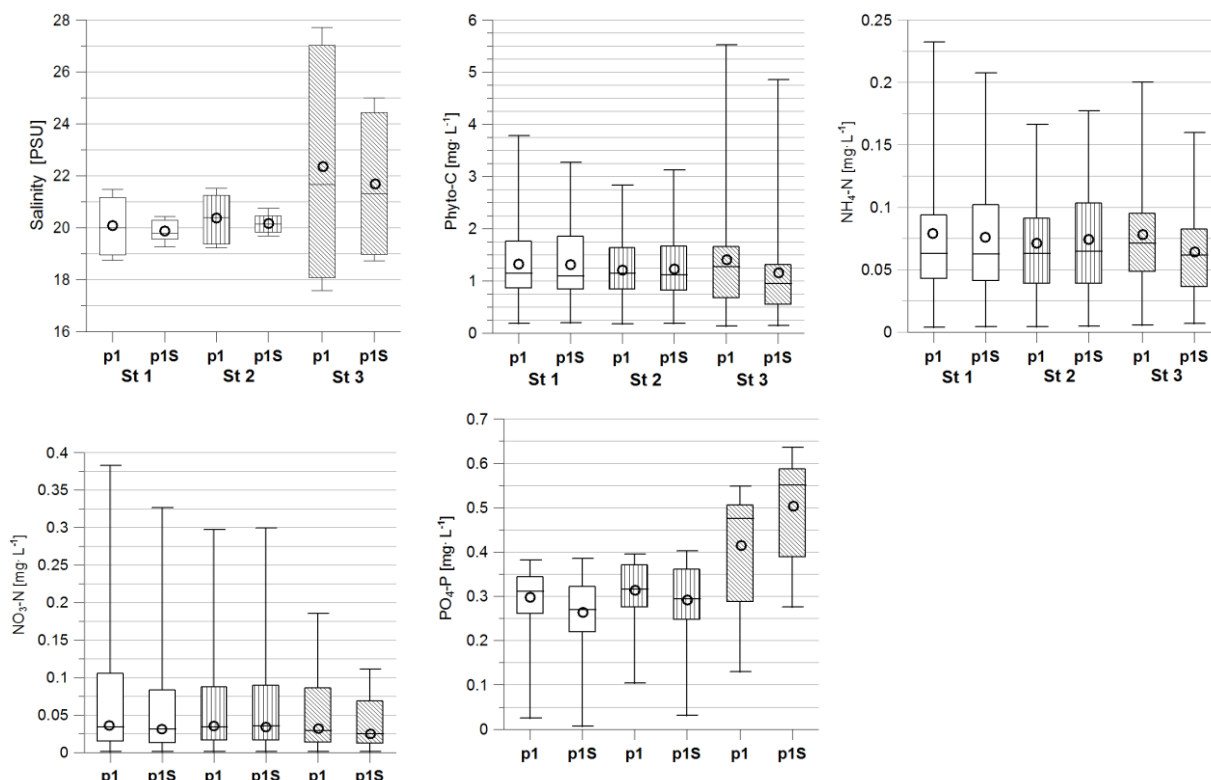 28
26
24
22
20
18
16
Salinity [PSU]
p1 p1S p1 p1S p1 p1S
St 1 St 2 St 3
6
5
4
3
2
1
0
Phyto-C [mg· L⁻¹]
p1 p1S p1 p1S p1 p1S
St 1 St 2 St 3
0.25
0.2
0.15
0.1
0.05
0
NH₄-N [mg· L⁻¹]
p1 p1S p1 p1S p1 p1S
St 1 St 2 St 3
0.4
0.35
0.3
0.25
0.2
0.15
0.1
0.05
0
NO₃-N [mg· L⁻¹]
p1 p1S p1 p1S p1 p1S
0.7
0.6
0.5
0.4
0.3
0.2
0.1
0
PO₄-P [mg· L⁻¹]
p1 p1S p1 p1S p1 p1S